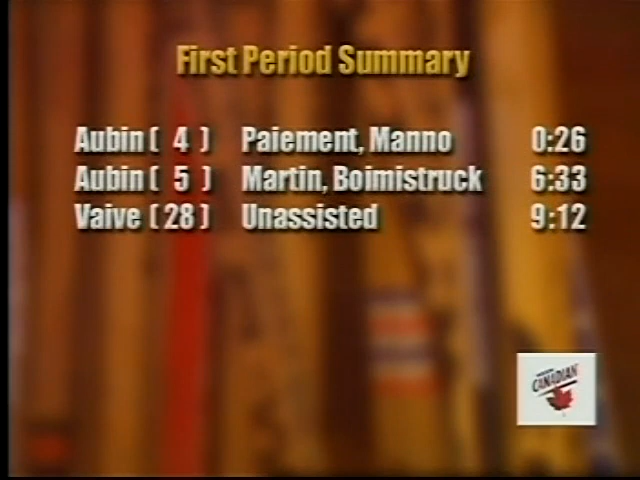 First Period Summary
Aubin ( 4 ) Paiement, Manno 0:26
Aubin ( 5 ) Martin, Boimistruck 6:33
Vaive ( 28 ) Unassisted 9:12
CANADIAN